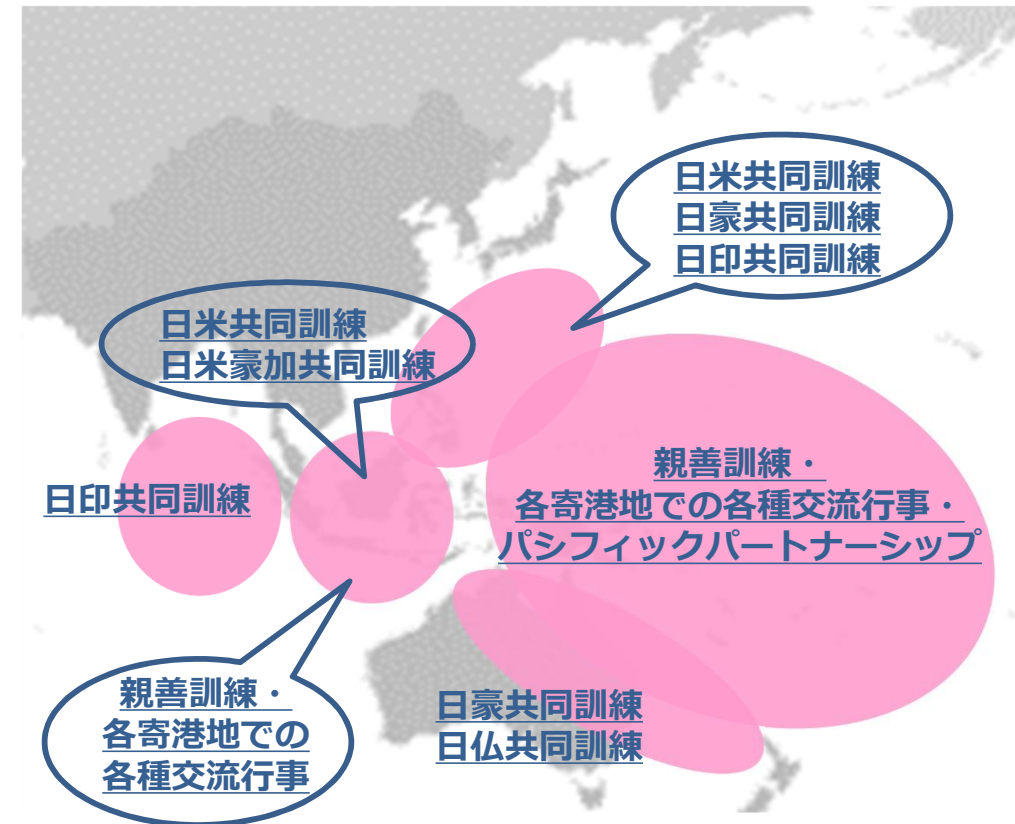 日米共同訓練
日豪共同訓練
日印共同訓練
日米共同訓練
日米豪加共同訓練
親善訓練・
各寄港地での各種交流行事・
パシフィックパートナーシップ
日印共同訓練
親善訓練・
各寄港地での
各種交流行事
日豪共同訓練
日仏共同訓練